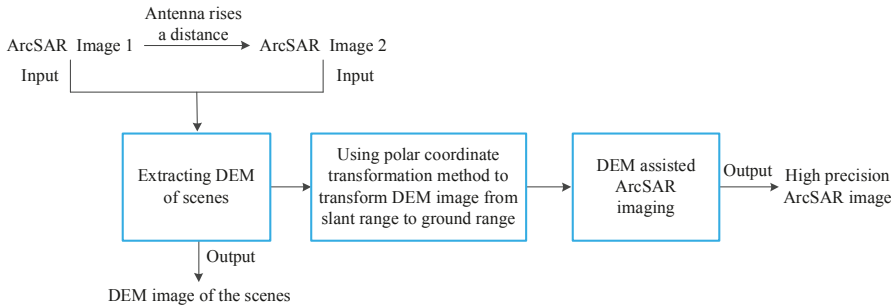 Antenna rises
a distance
ArcSAR Image 1
ArcSAR Image 2
Input
Input
Extracting DEM
of scenes
Using polar coordinate
transformation method to
transform DEM image from
slant range to ground range
DEM assisted
ArcSAR
imaging
Output
High precision
ArcSAR image
Output
DEM image of the scenes